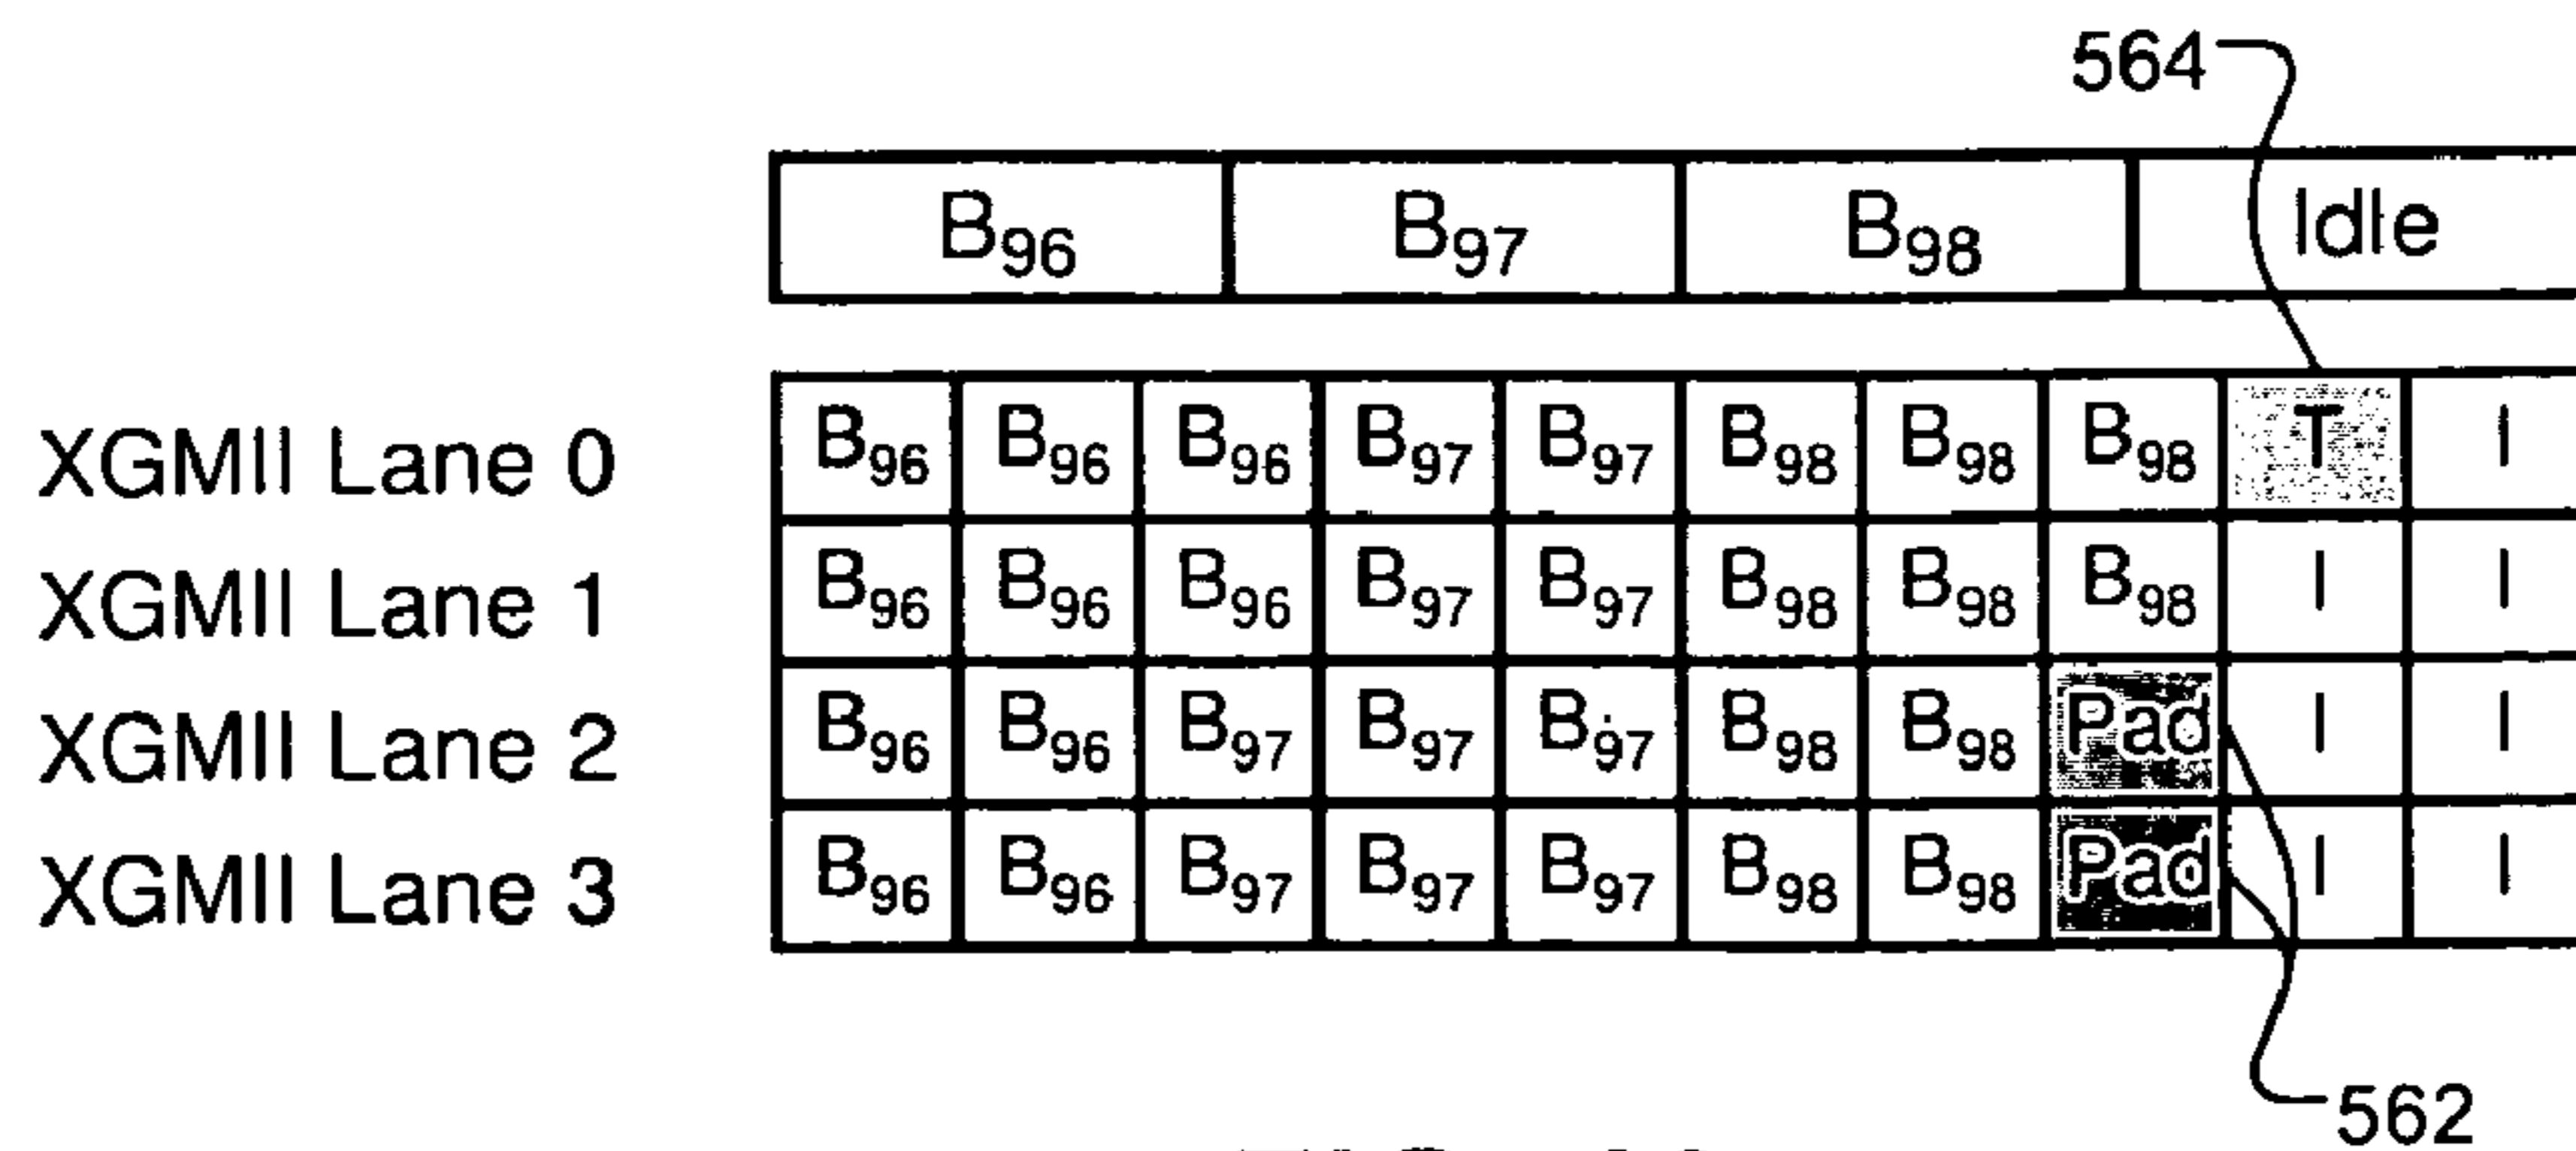 564
B96 B97 B98 Idle
XGMII Lane 0 B96 B96 B96 B97 B97 B98 B98 B98 T I
XGMII Lane 1 B96 B96 B96 B97 B97 B98 B98 B98 I I
XGMII Lane 2 B96 B96 B97 B97 B97 B98 B98 Pad I I
XGMII Lane 3 B96 B96 B97 B97 B97 B98 B98 Pad I I
562